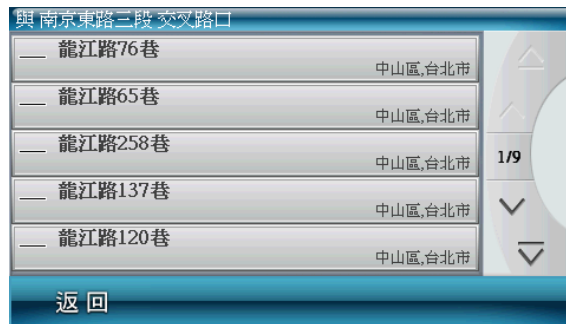 與 南京東路三段 交叉路口
龍江路76巷
中山區,台北市
龍江路65巷
中山區,台北市
龍江路258巷
中山區,台北市
1/9
龍江路137巷
中山區,台北市
龍江路120巷
中山區,台北市
返回